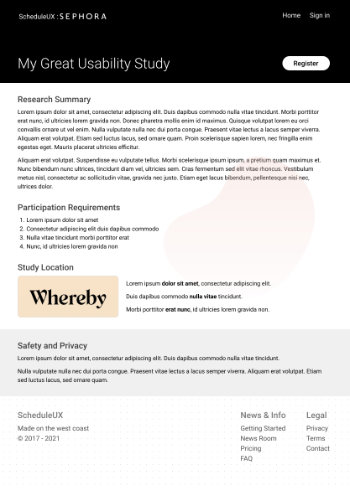 ScheduleUX : SEPHORA
Home Sign in
My Great Usability Study
Register
Research Summary
Lorem ipsum dolor sit amet, consectetur adipiscing elit. Duis dapibus commodo nulla vitae tincidunt. Morbi porttitor
erat nunc, id ultricies lorem gravida non. Donec pharetra mollis enim id maximus. Quisque volutpat lorem eu orci
convallis ornare ut vel enim. Nulla vulputate nulla nec dui porta congue. Praesent vitae lectus a lacus semper viverra.
Aliquam erat volutpat. Etiam sed luctus lacus, sed ornare quam. Proin scelerisque sapien lorem, nec fringilla enim
egestas eget. Mauris placerat ultricies efficitur.
Aliquam erat volutpat. Suspendisse eu vulputate tellus. Morbi scelerisque ipsum ipsum, a pretium quam maximus et.
Nunc bibendum nunc ultrices, tincidunt diam vel, ultricies sem. Cras fermentum sed elit vitae rhoncus. Vestibulum
metus nisl, consectetur ac sollicitudin vitae, gravida nec justo. Etiam eget lacus bibendum, pellentesque nisi nec,
ultrices dolor.
Participation Requirements
1. Lorem ipsum dolor sit amet
2. Consectetur adipiscing elit duis dapibus commodo
3. Nulla vitae tincidunt morbi porttitor erat
4. Nunc, id ultricies lorem gravida non
Study Location
Whereby
Lorem ipsum dolor sit amet, consectetur adipiscing elit.
Duis dapibus commodo nulla vitae tincidunt.
Morbi porttitor erat nunc, id ultricies lorem gravida non.
Safety and Privacy
Lorem ipsum dolor sit amet, consectetur adipiscing elit. Duis dapibus commodo nulla vitae tincidunt.
Nulla vulputate nulla nec dui porta congue. Praesent vitae lectus a lacus semper viverra. Aliquam erat volutpat. Etiam
sed luctus lacus, sed ornare quam.
ScheduleUX
Made on the west coast
© 2017 - 2021
News & Info
Getting Started
News Room
Pricing
FAQ
Legal
Privacy
Terms
Contact